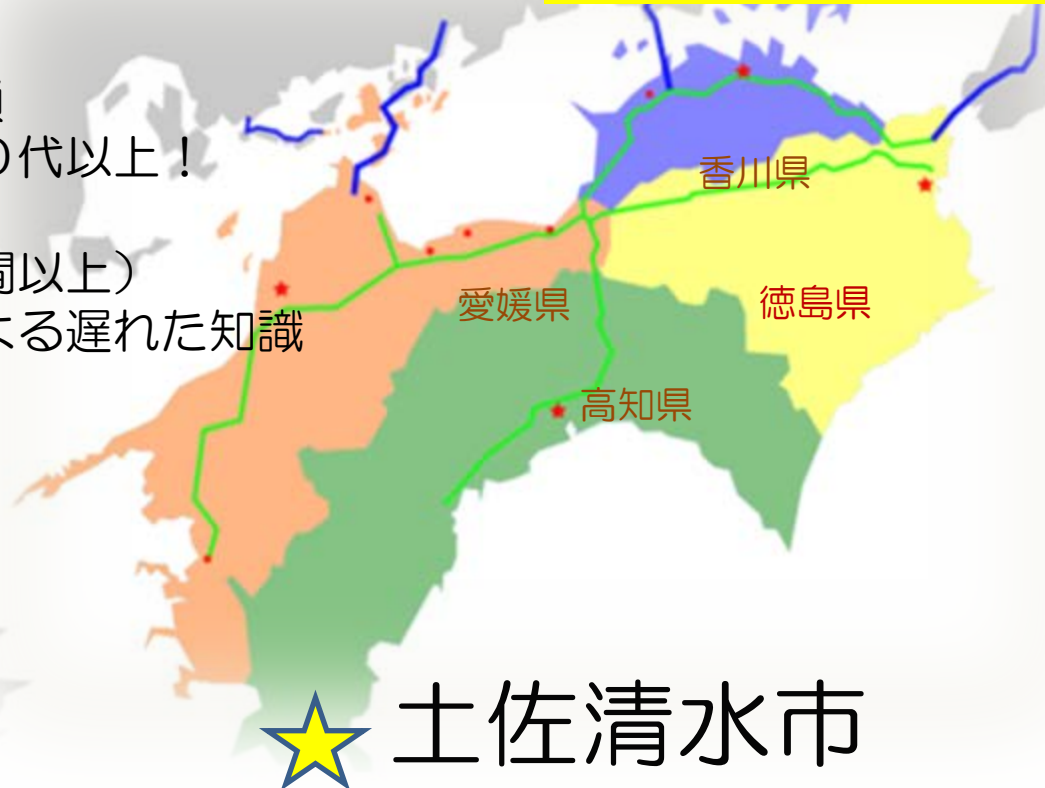 の代以上！
間以上）
よる遅れた知識
香川県
愛媛県
徳島県
高知県
土佐清水市